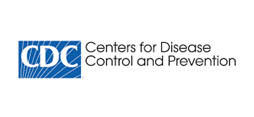 CDC
Centers for Disease
Control and Prevention